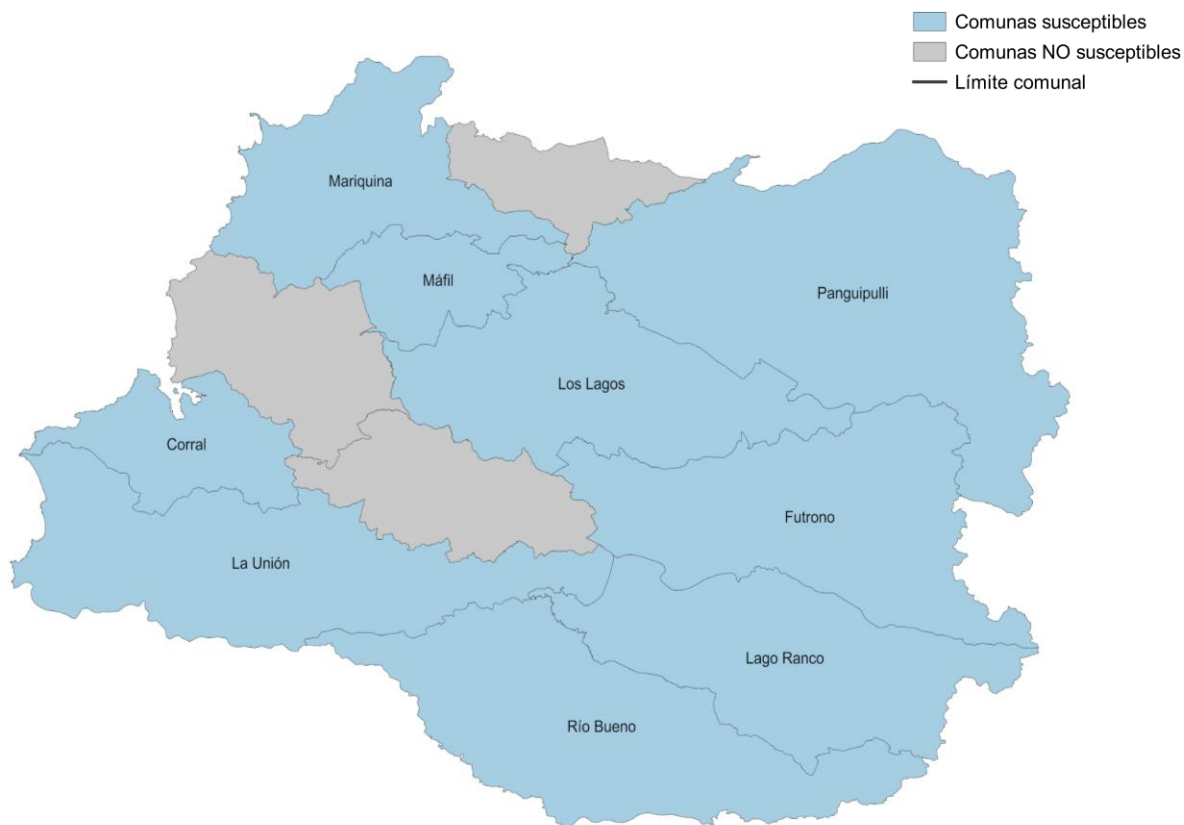 Comunas susceptibles
Comunas NO susceptibles
Límite comunal
Mariquina
Máfil
Panguipulli
Los Lagos
Corral
Futrono
La Unión
Lago Ranco
Río Bueno